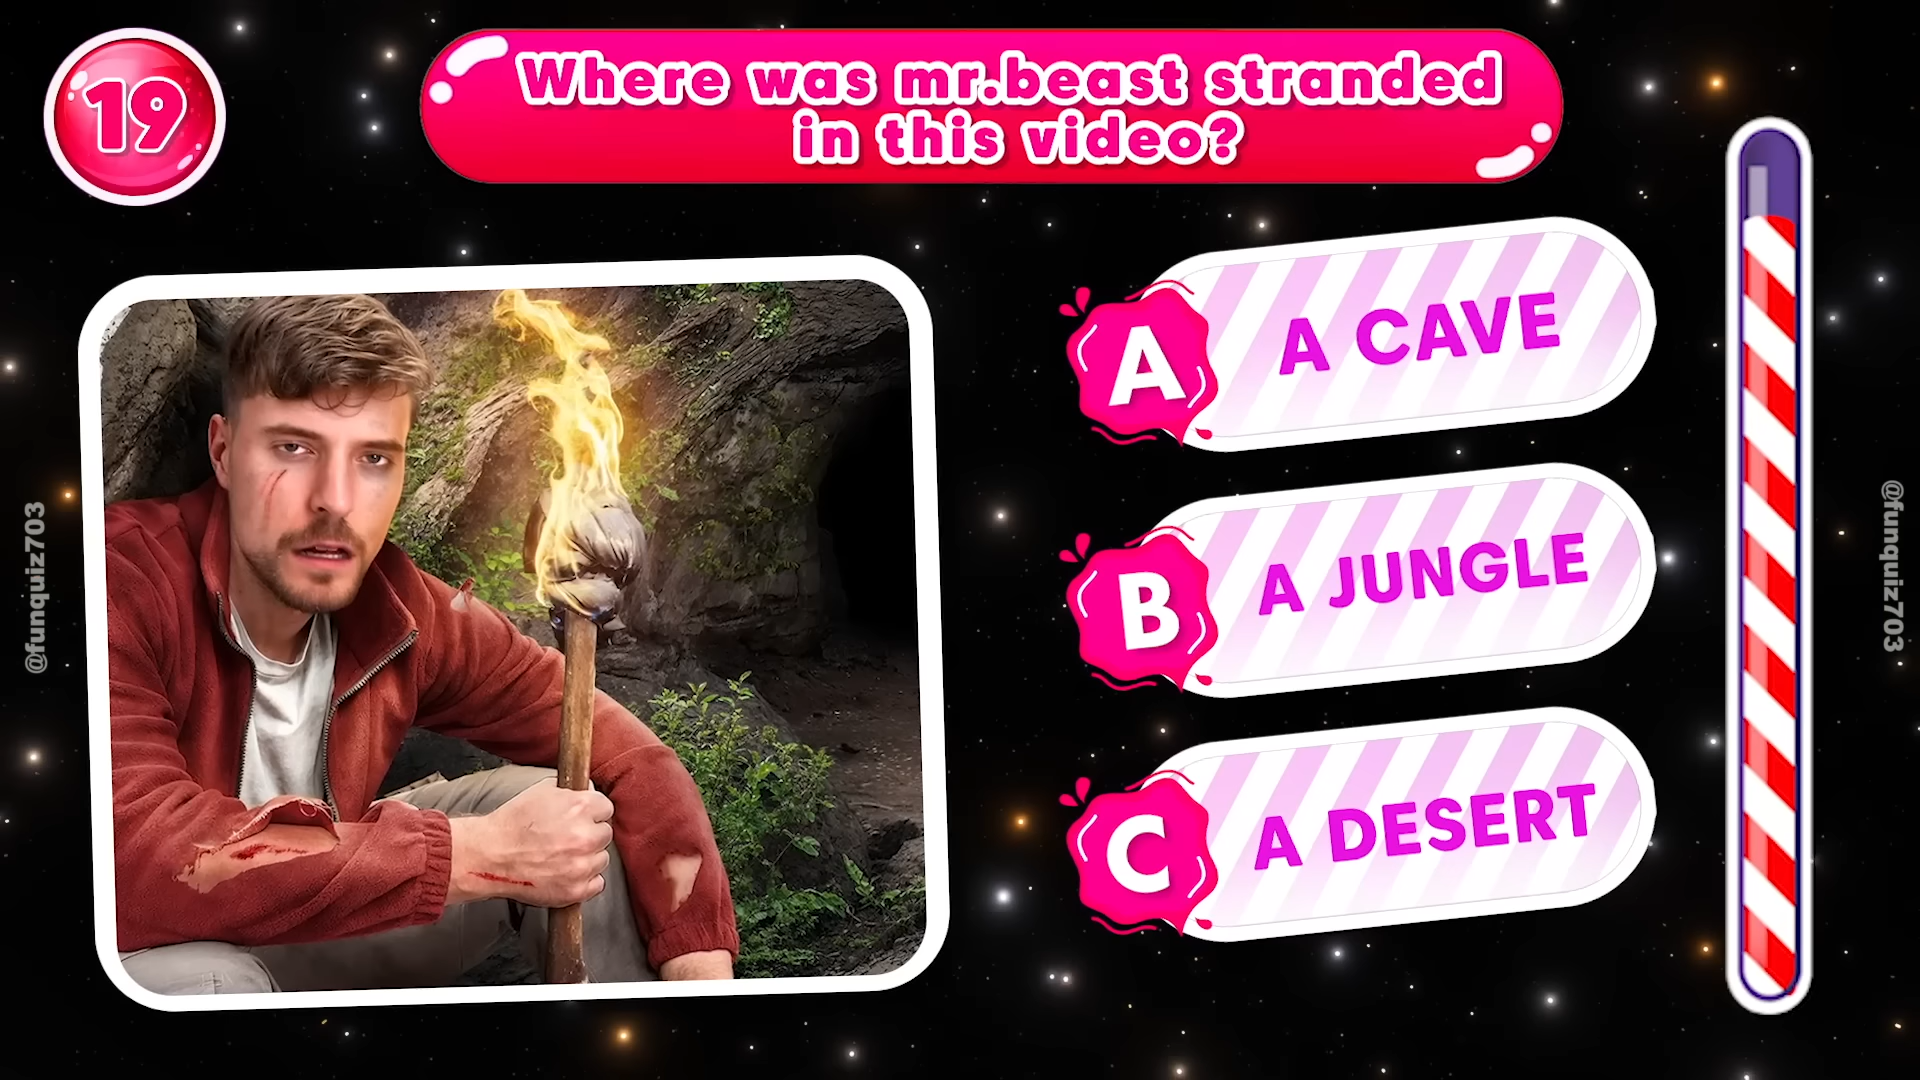 19
Where was mr.beast stranded
in this video?
A
A CAVE
B
A JUNGLE
C
A DESERT
@funquiz703
@funquiz703